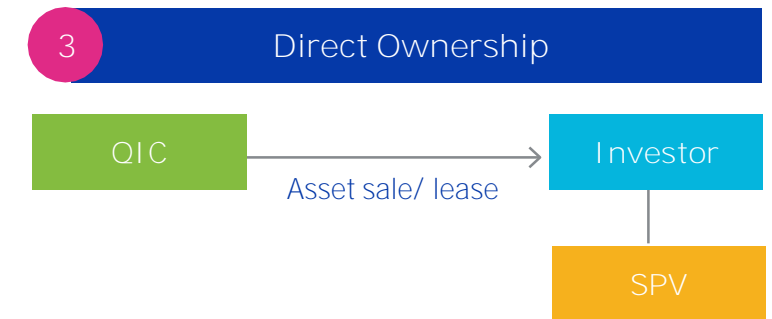 3
Direct Ownership
QIC
Investor
Asset sale/ lease
SPV